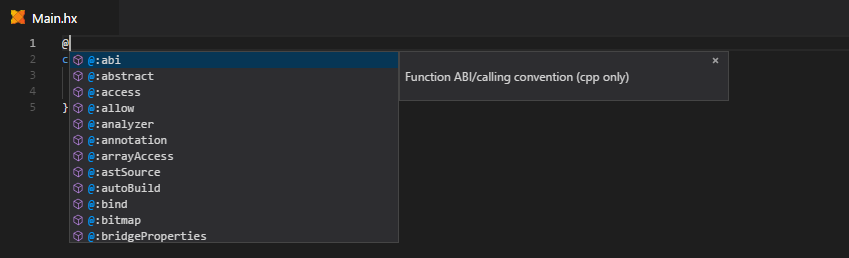 Main.hx
1 @
@:abi
Function ABI/calling convention (cpp only)
×
2 c
@:abstract
3
@:access
4
@:allow
5 }
@:analyzer
@:annotation
@:arrayAccess
@:astSource
@:autoBuild
@:bind
@:bitmap
@:bridgeProperties